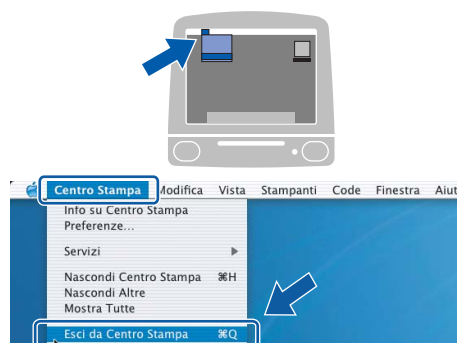 Centro Stampa Modifica Vista Stampanti Code Finestra Aiut
Info su Centro Stampa
Preferenze...
Servizi
Nascondi Centro Stampa ⌘H
Nascondi Altre
Mostra Tutte
Esci da Centro Stampa ⌘Q